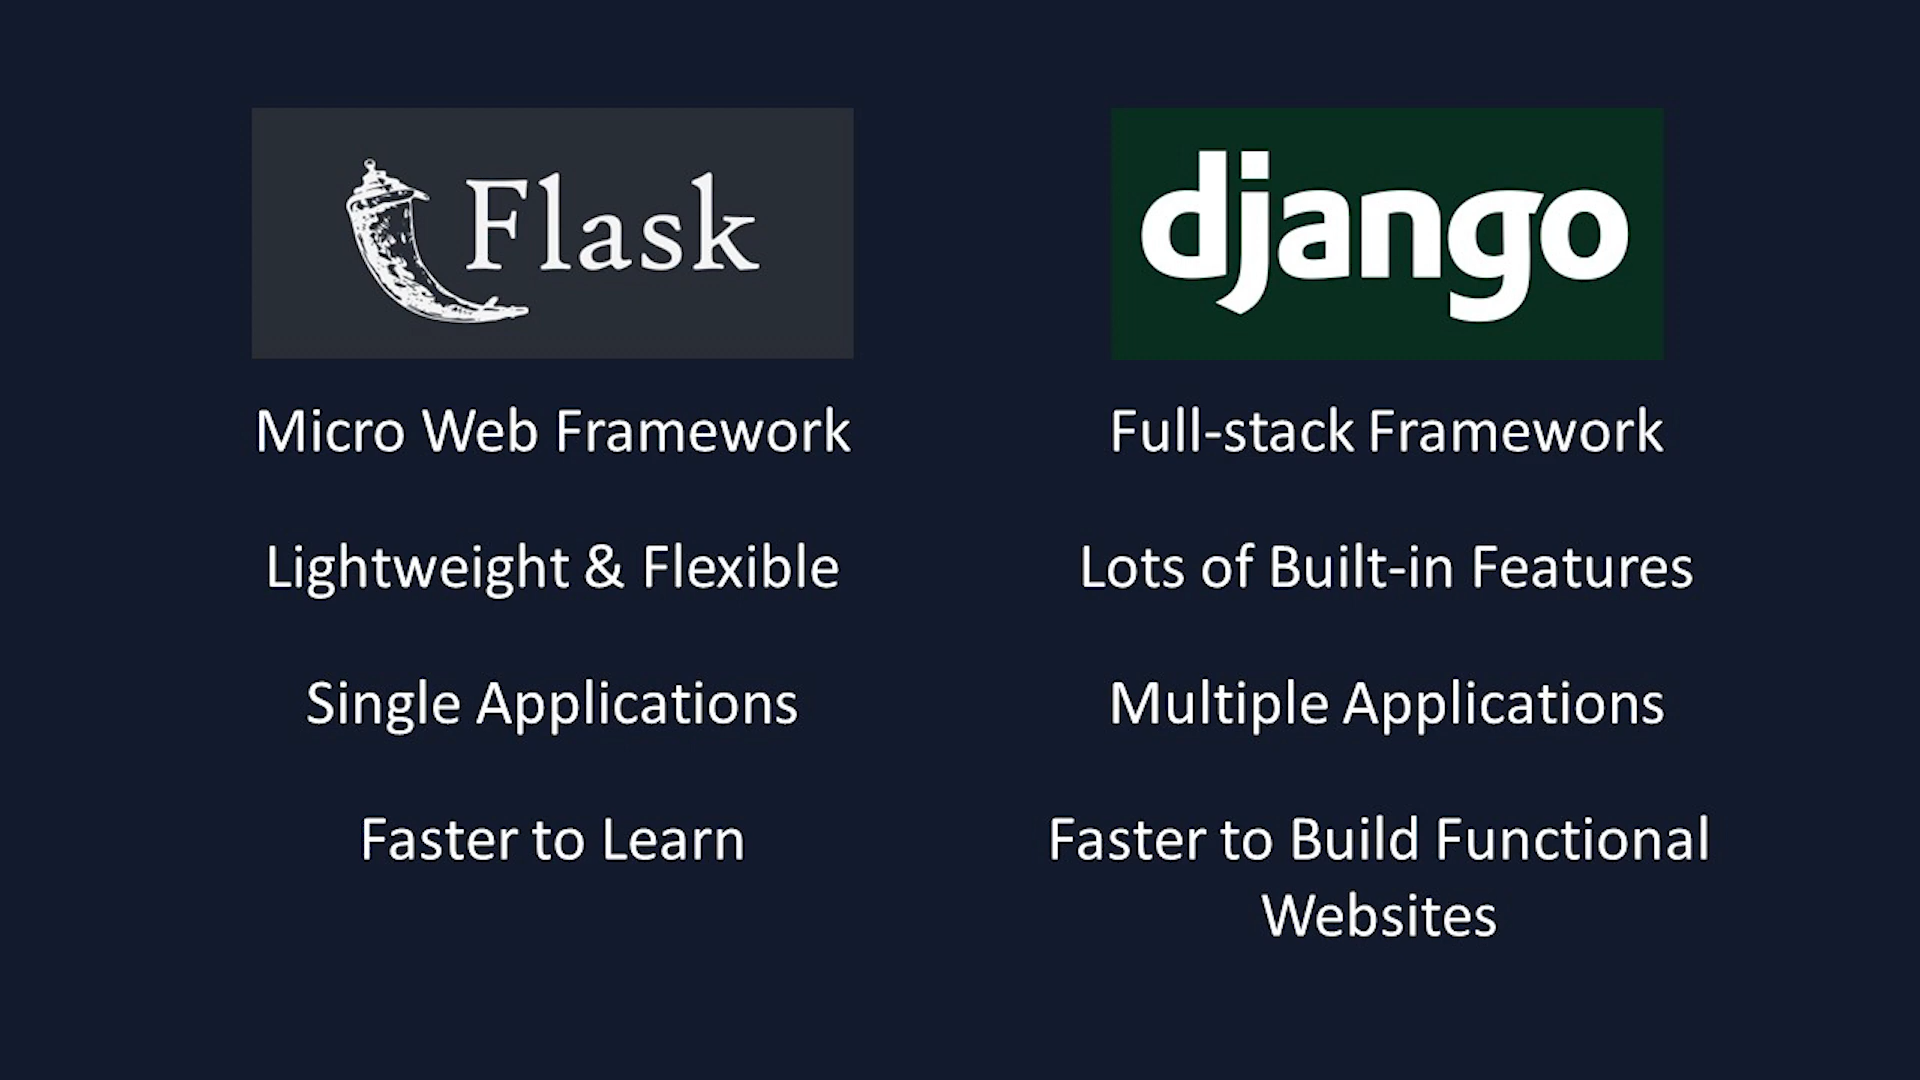 Flask
Micro Web Framework
Lightweight & Flexible
Single Applications
Faster to Learn
django
Full-stack Framework
Lots of Built-in Features
Multiple Applications
Faster to Build Functional
Websites